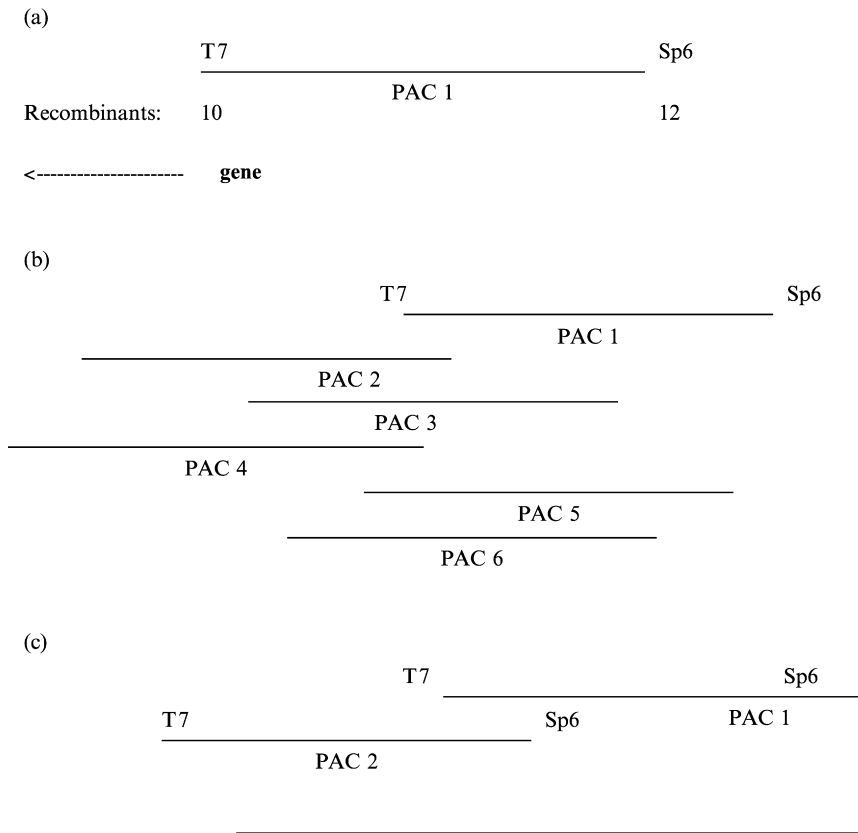 (a)
T7 Sp6
PAC 1
Recombinants: 10 12
<---------------------- gene
(b)
T7 Sp6
PAC 1
PAC 2
PAC 3
PAC 4
PAC 5
PAC 6
(c)
T7 Sp6
T7 Sp6 PAC 1
PAC 2